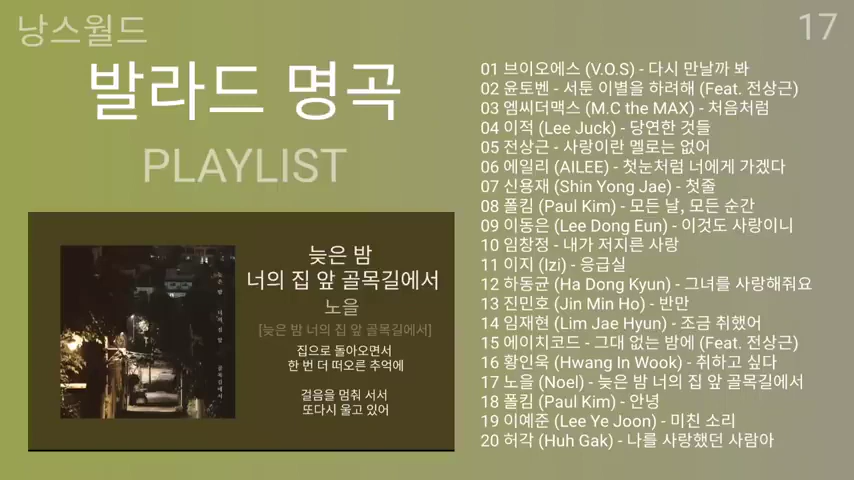 낭스월드
17
발라드 명곡
PLAYLIST
늦은 밤
너의 집 앞 골목길에서
노을
[늦은 밤 너의 집 앞 골목길에서]
집으로 돌아오면서
한 번 더 떠오른 추억에
걸음을 멈춰 서서
또다시 울고 있어
늦은 밤 너의 집 앞 골목길에서
01 브이오에스 (V.O.S) - 다시 만날까 봐
02 윤토벤 - 서툰 이별을 하려해 (Feat. 전상근)
03 엠씨더맥스 (M.C the MAX) - 처음처럼
04 이적 (Lee Juck) - 당연한 것들
05 전상근 - 사랑이란 멜로는 없어
06 에일리 (AILEE) - 첫눈처럼 너에게 가겠다
07 신용재 (Shin Yong Jae) - 첫줄
08 폴킴 (Paul Kim) - 모든 날, 모든 순간
09 이동은 (Lee Dong Eun) - 이것도 사랑이니
10 임창정 - 내가 저지른 사랑
11 이지 (Izi) - 응급실
12 하동균 (Ha Dong Kyun) - 그녀를 사랑해줘요
13 진민호 (Jin Min Ho) - 반만
14 임재현 (Lim Jae Hyun) - 조금 취했어
15 에이치코드 - 그대 없는 밤에 (Feat. 전상근)
16 황인욱 (Hwang In Wook) - 취하고 싶다
17 노을 (Noel) - 늦은 밤 너의 집 앞 골목길에서
18 폴킴 (Paul Kim) - 안녕
19 이예준 (Lee Ye Joon) - 미친 소리
20 허각 (Huh Gak) - 나를 사랑했던 사람아